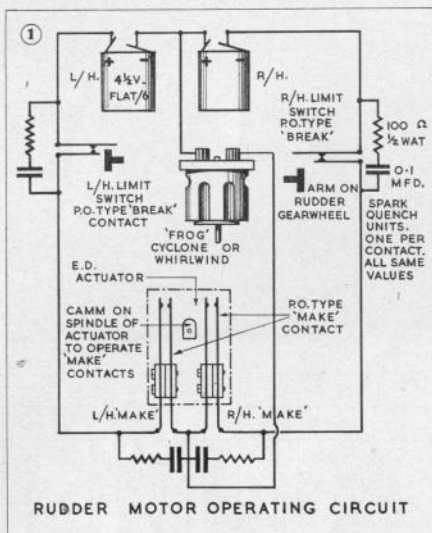 ①
L/H.
+ -
4½V.
FLAT/6
- +
R/H.
R/H. LIMIT
SWITCH
P.O. TYPE
'BREAK'
100 Ω
½ WAT
0·1
MFD.
L/H. LIMIT
SWITCH
P.O. TYPE 'BREAK'
CONTACT
ARM ON
RUDDER
GEARWHEEL
SPARK
QUENCH
UNITS.
ONE PER
CONTACT.
ALL SAME
VALUES
'FROG'
CYCLONE OR
WHIRLWIND
E.D.
ACTUATOR
CAMM ON
SPINDLE OF
ACTUATOR
TO OPERATE
'MAKE'
CONTACTS
P.O. TYPE
'MAKE'
CONTACT
L/H.'MAKE'
R/H. 'MAKE'
RUDDER MOTOR OPERATING CIRCUIT